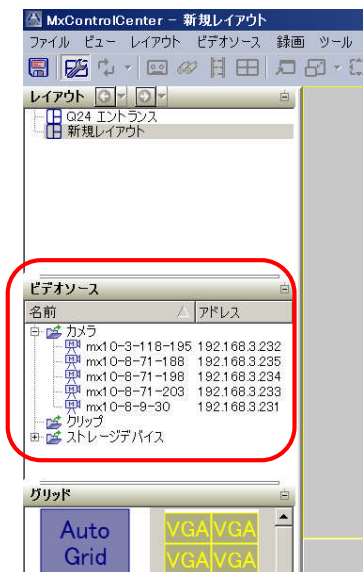 MxControlCenter - 新規レイアウト
ファイル ビュー レイアウト ビデオソース 録画 ツール
レイアウト
Q24 エントランス
新規レイアウト
ビデオソース
名前 アドレス
カメラ
mx10-3-118-195 192.168.3.232
mx10-8-71-188 192.168.3.235
mx10-8-71-198 192.168.3.234
mx10-8-71-203 192.168.3.233
mx10-8-9-30 192.168.3.231
クリップ
ストレージデバイス
グリッド
Auto VGA VGA
Grid VGA VGA